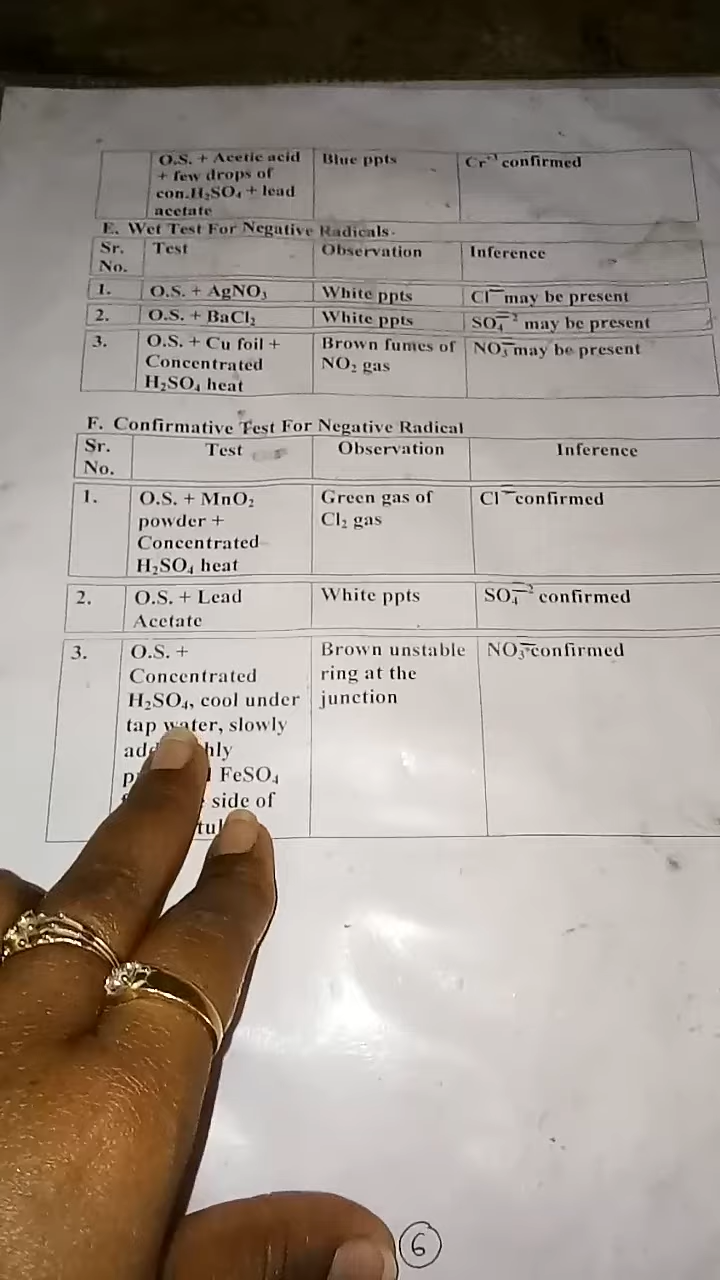 O.S. + Acetic acid Blue ppts Cr⁺³ confirmed
+ few drops of
con.H₂SO₄ + lead
acetate
E. Wet Test For Negative Radicals-
Sr. Test Observation Inference
No.
1. O.S. + AgNO₃ White ppts Cl⁻ may be present
2. O.S. + BaCl₂ White ppts SO₄⁻² may be present
3. O.S. + Cu foil + Brown fumes of NO₃⁻ may be present
Concentrated NO₂ gas
H₂SO₄ heat
F. Confirmative Test For Negative Radical
Sr. Test Observation Inference
No.
1. O.S. + MnO₂ Green gas of Cl⁻ confirmed
powder + Cl₂ gas
Concentrated
H₂SO₄ heat
2. O.S. + Lead White ppts SO₄⁻² confirmed
Acetate
3. O.S. + Brown unstable NO₃⁻ confirmed
Concentrated ring at the
H₂SO₄, cool under junction
tap water, slowly
FeSO₄
side of
6